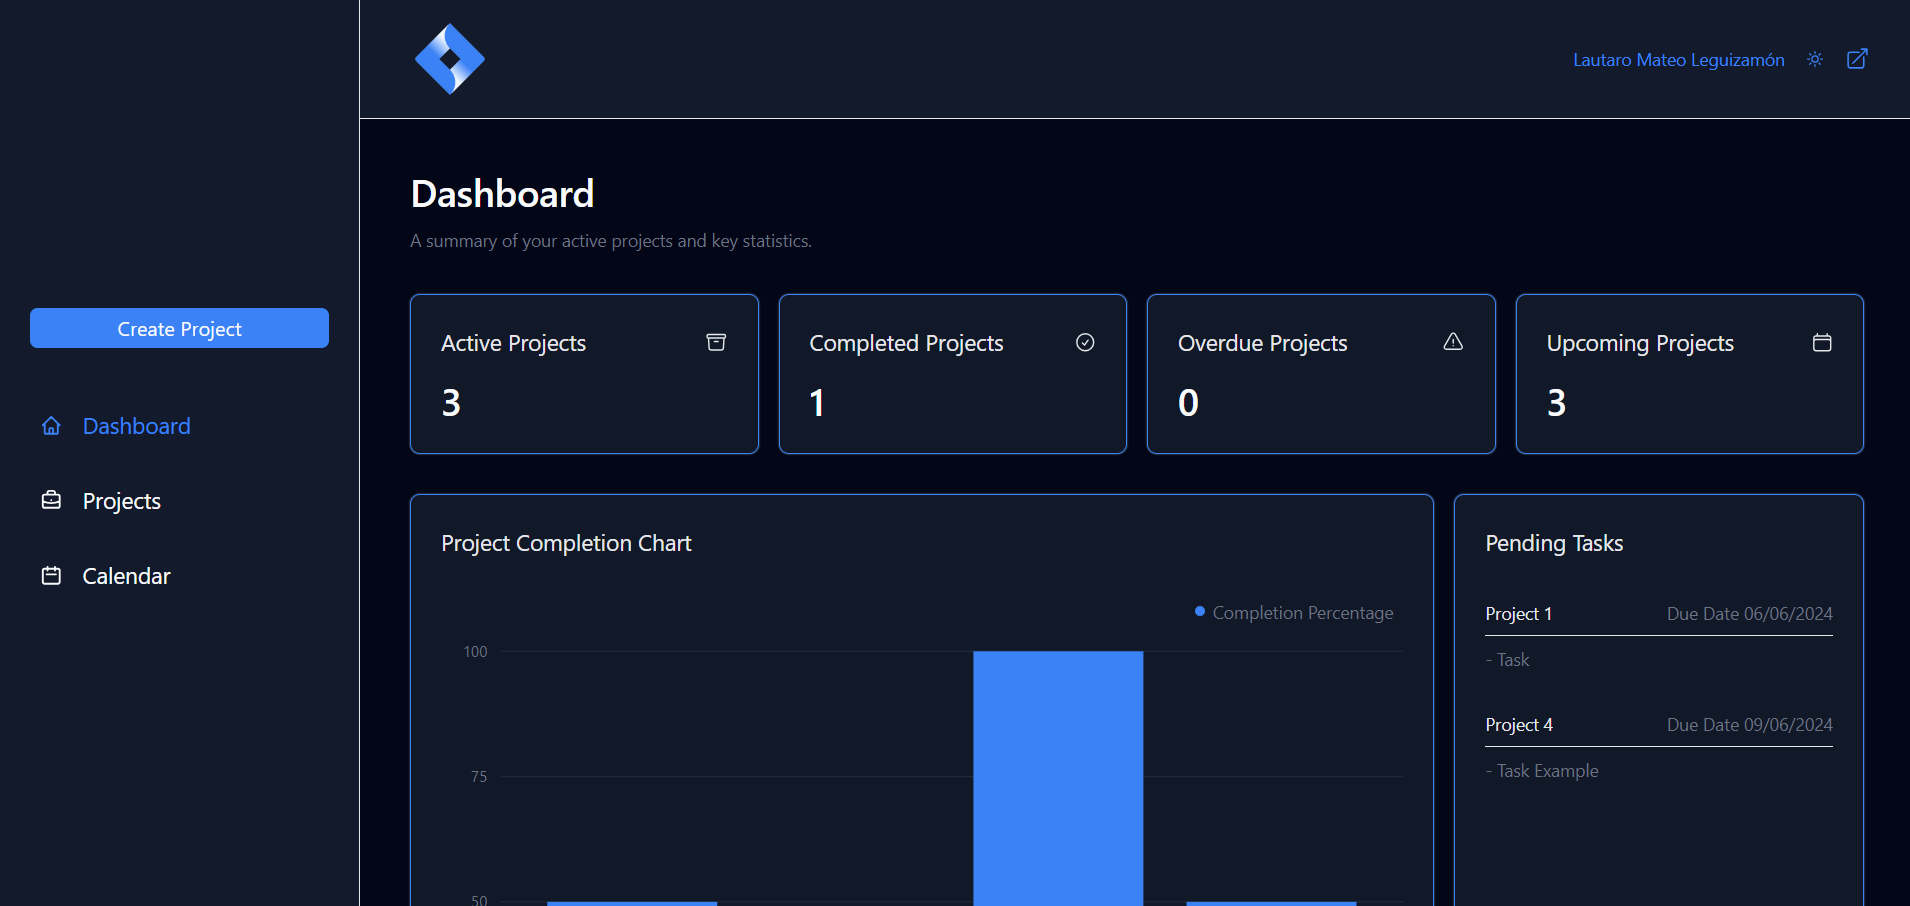 Lautaro Mateo Leguizamón
Create Project
Dashboard
Projects
Calendar
Dashboard
A summary of your active projects and key statistics.
Active Projects
3
Completed Projects
1
Overdue Projects
0
Upcoming Projects
3
Project Completion Chart
Completion Percentage
100
75
50
Pending Tasks
Project 1 Due Date 06/06/2024
- Task
Project 4 Due Date 09/06/2024
- Task Example